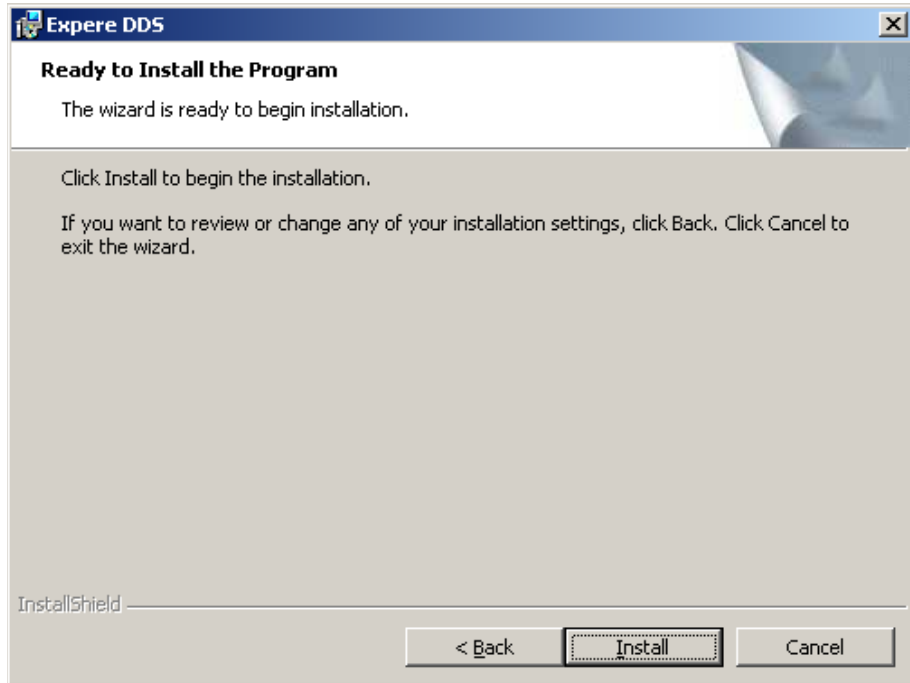 Expere DDS
Ready to Install the Program
The wizard is ready to begin installation.
Click Install to begin the installation.
If you want to review or change any of your installation settings, click Back. Click Cancel to
exit the wizard.
InstallShield
< Back Install Cancel